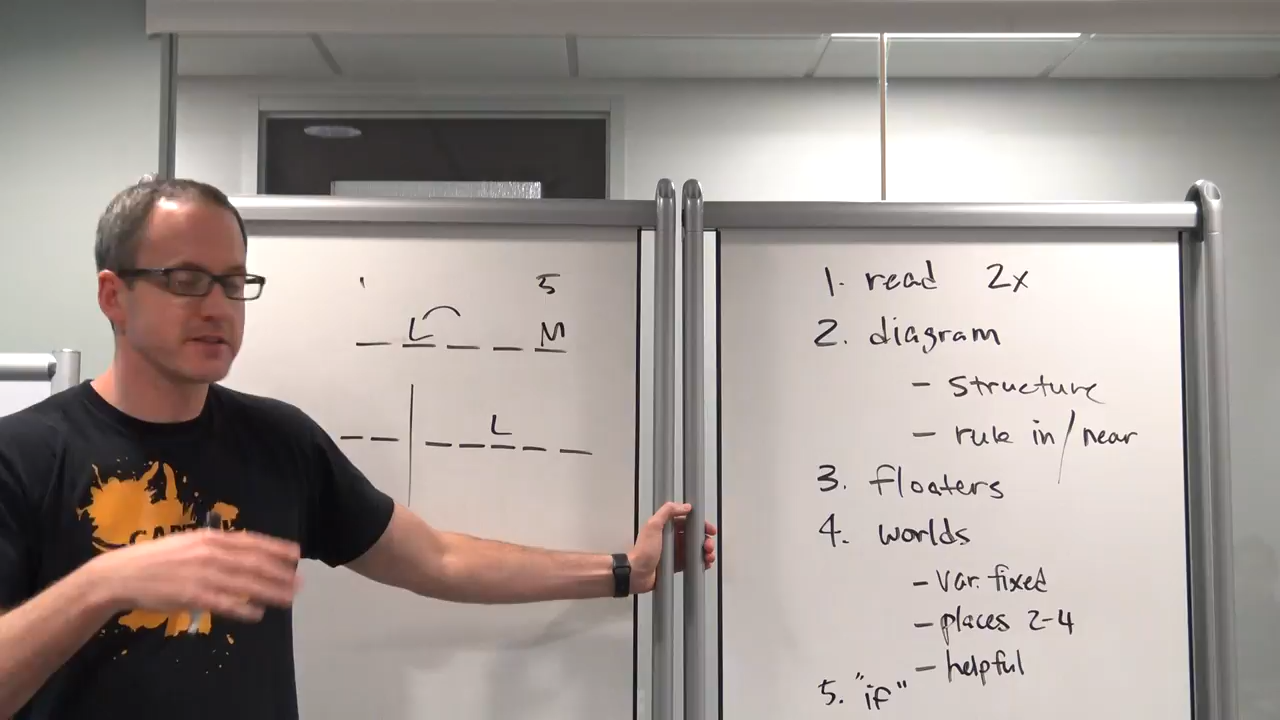 1 5
L M
L
1. read 2x
2. diagram
- structure
- rule in/near
3. floaters
4. worlds
- var. fixed
- places 2-4
- helpful
5. "if"